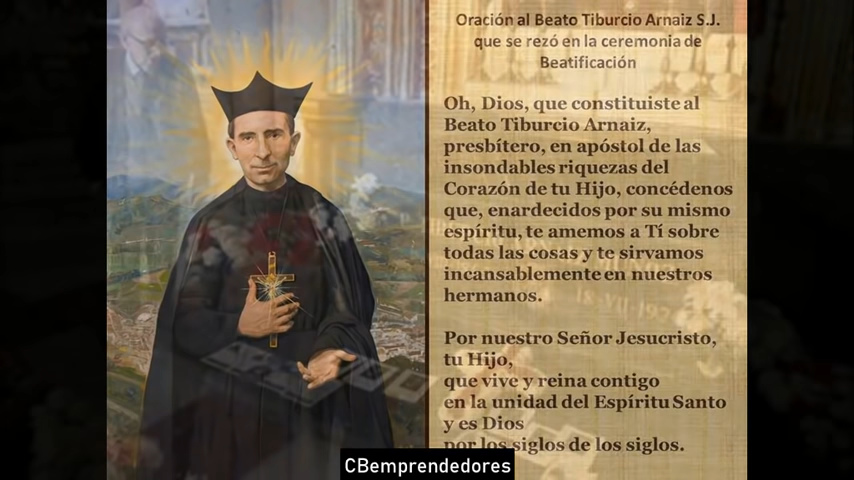 Oración al Beato Tiburcio Arnaiz S.J.
que se rezó en la ceremonia de
Beatificación
Oh, Dios, que constituiste al
Beato Tiburcio Arnaiz,
presbítero, en apóstol de las
insondables riquezas del
Corazón de tu Hijo, concédenos
que, enardecidos por su mismo
espíritu, te amemos a Tí sobre
todas las cosas y te sirvamos
incansablemente en nuestros
hermanos.
Por nuestro Señor Jesucristo,
tu Hijo,
que vive y reina contigo
en la unidad del Espíritu Santo
y es Dios
por los siglos de los siglos.
CBemprendedores